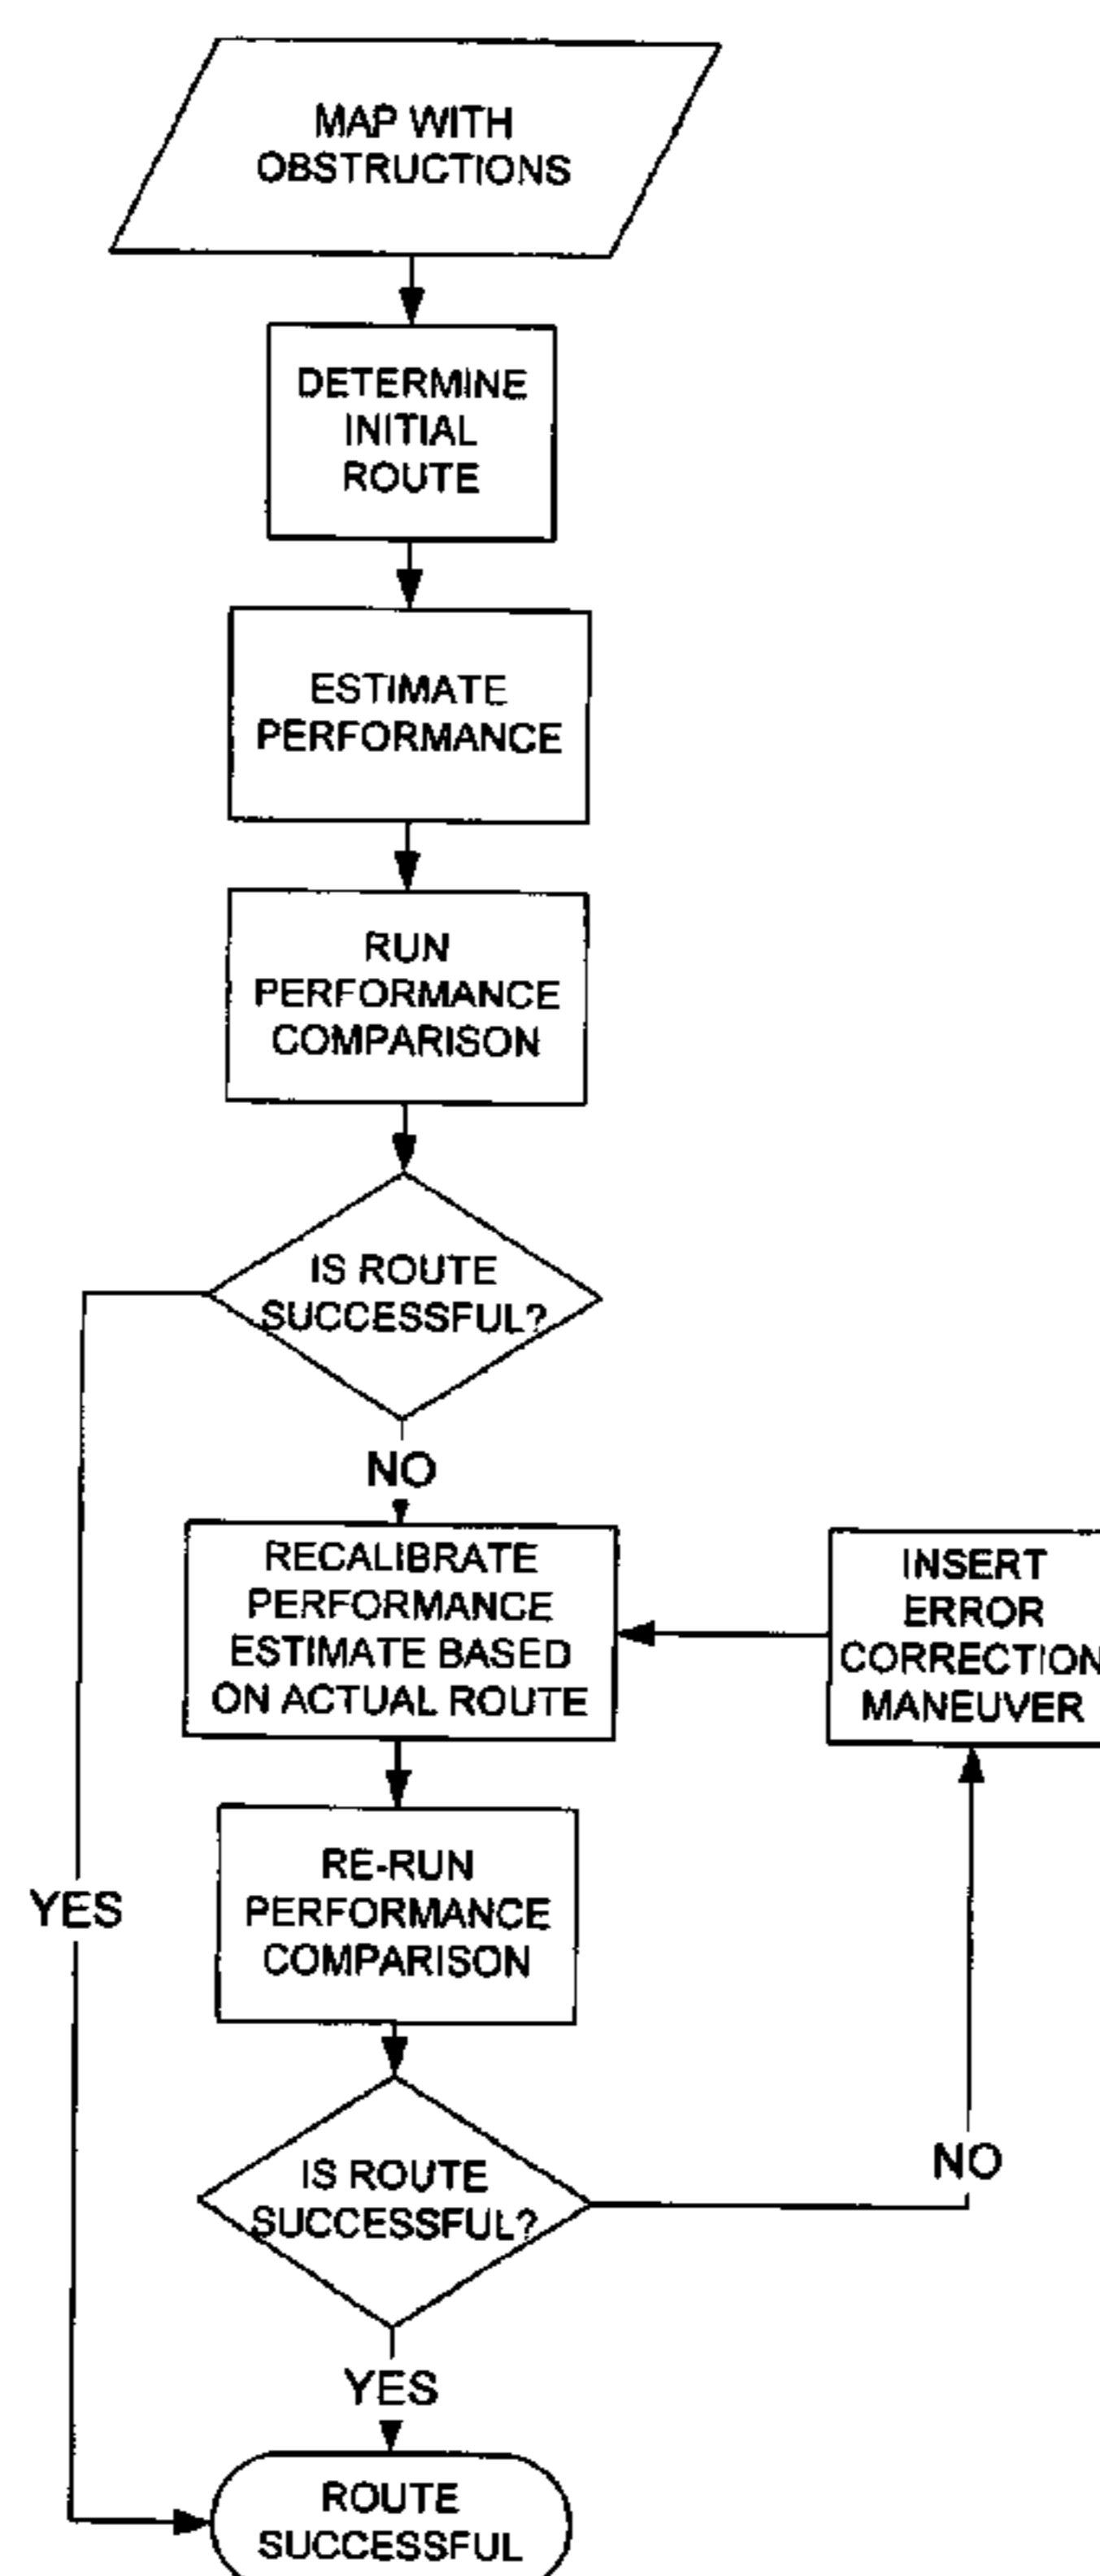 MAP WITH
OBSTRUCTIONS
DETERMINE
INITIAL
ROUTE
ESTIMATE
PERFORMANCE
RUN
PERFORMANCE
COMPARISON
IS ROUTE
SUCCESSFUL?
NO
RECALIBRATE
PERFORMANCE
ESTIMATE BASED
ON ACTUAL ROUTE
INSERT
ERROR
CORRECTION
MANEUVER
RE-RUN
PERFORMANCE
COMPARISON
YES
IS ROUTE
SUCCESSFUL?
NO
YES
ROUTE
SUCCESSFUL